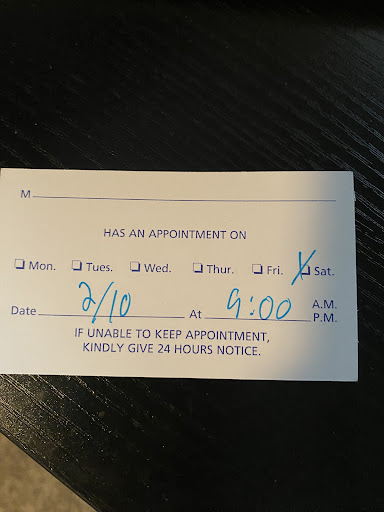 M
HAS AN APPOINTMENT ON
Mon. Tues. Wed. Thur. Fri. Sat.
Date 2/10 At 9:00 A.M. P.M.
IF UNABLE TO KEEP APPOINTMENT,
KINDLY GIVE 24 HOURS NOTICE.